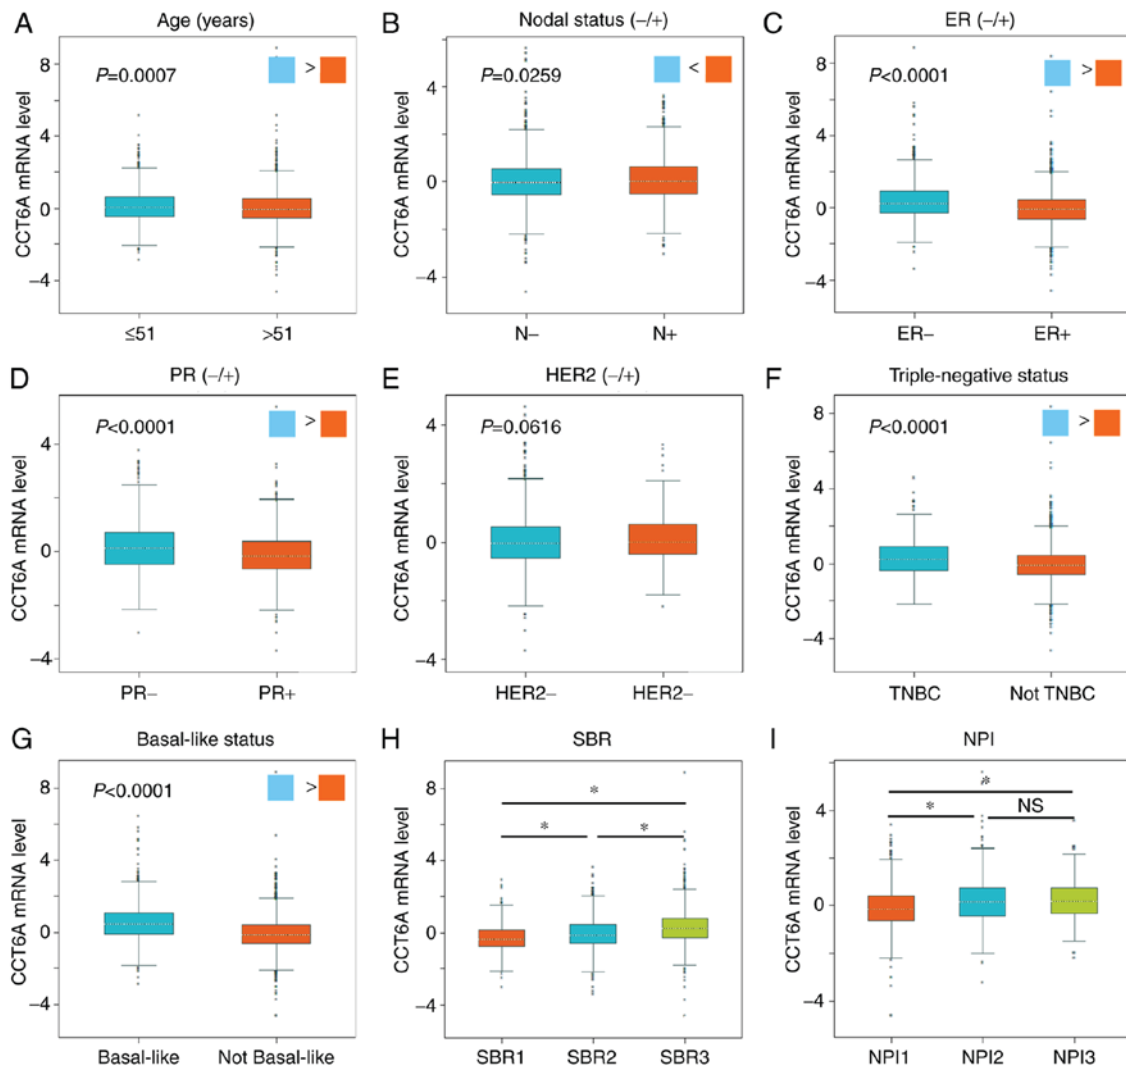 A Age (years)
8
P=0.0007
>
CCT6A mRNA level
4
0
−4
≤51 >51
B Nodal status (−/+)
P=0.0259
<
CCT6A mRNA level
4
0
−4
N− N+
C ER (−/+)
8
P<0.0001
>
CCT6A mRNA level
4
0
−4
ER− ER+
D PR (−/+)
P<0.0001
>
CCT6A mRNA level
4
0
−4
PR− PR+
E HER2 (−/+)
P=0.0616
CCT6A mRNA level
4
0
−4
HER2− HER2−
F Triple-negative status
8
P<0.0001
>
CCT6A mRNA level
4
0
−4
TNBC Not TNBC
G Basal-like status
8
P<0.0001
>
CCT6A mRNA level
4
0
−4
Basal-like Not Basal-like
H SBR
8
*
* *
CCT6A mRNA level
4
0
−4
SBR1 SBR2 SBR3
I NPI
*
* NS
CCT6A mRNA level
4
0
−4
NPI1 NPI2 NPI3